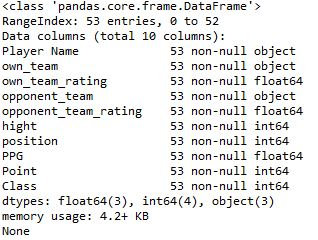 <class 'pandas.core.frame.DataFrame'>
RangeIndex: 53 entries, 0 to 52
Data columns (total 10 columns):
Player Name              53 non-null object
own_team                 53 non-null object
own_team_rating          53 non-null float64
opponent_team            53 non-null object
opponent_team_rating     53 non-null float64
hight                    53 non-null int64
position                 53 non-null int64
PPG                      53 non-null float64
Point                    53 non-null int64
Class                    53 non-null int64
dtypes: float64(3), int64(4), object(3)
memory usage: 4.2+ KB
None